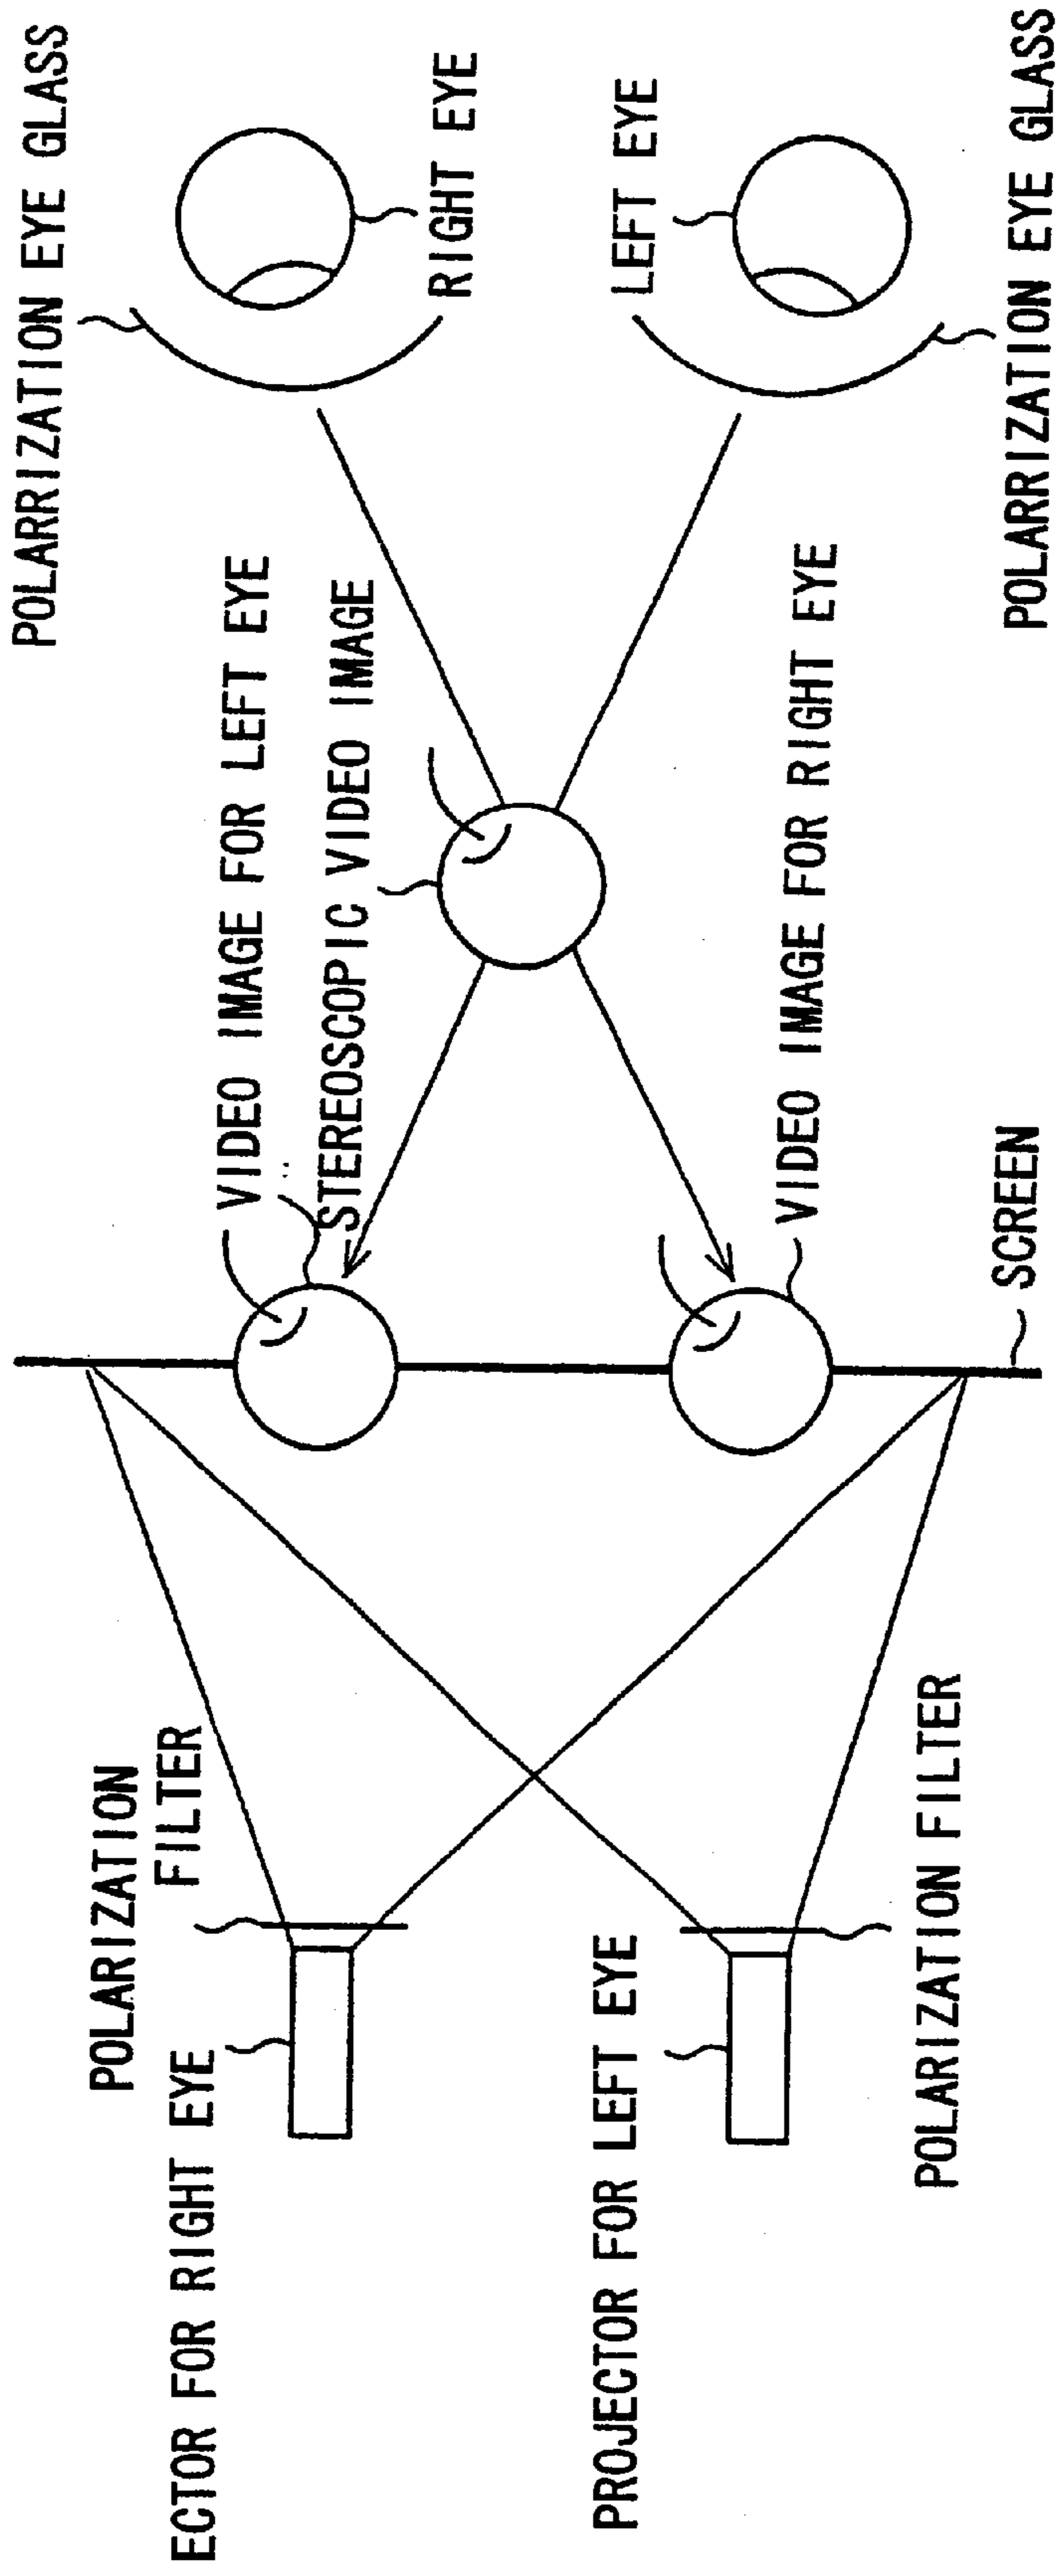 POLARRIZATION EYE GLASS
RIGHT EYE
LEFT EYE
POLARRIZATION EYE GLASS
VIDEO IMAGE FOR LEFT EYE
STEREOSCOPIC VIDEO IMAGE
VIDEO IMAGE FOR RIGHT EYE
SCREEN
POLARIZATION
FILTER
ECTOR FOR RIGHT EYE
PROJECTOR FOR LEFT EYE
POLARIZATION FILTER